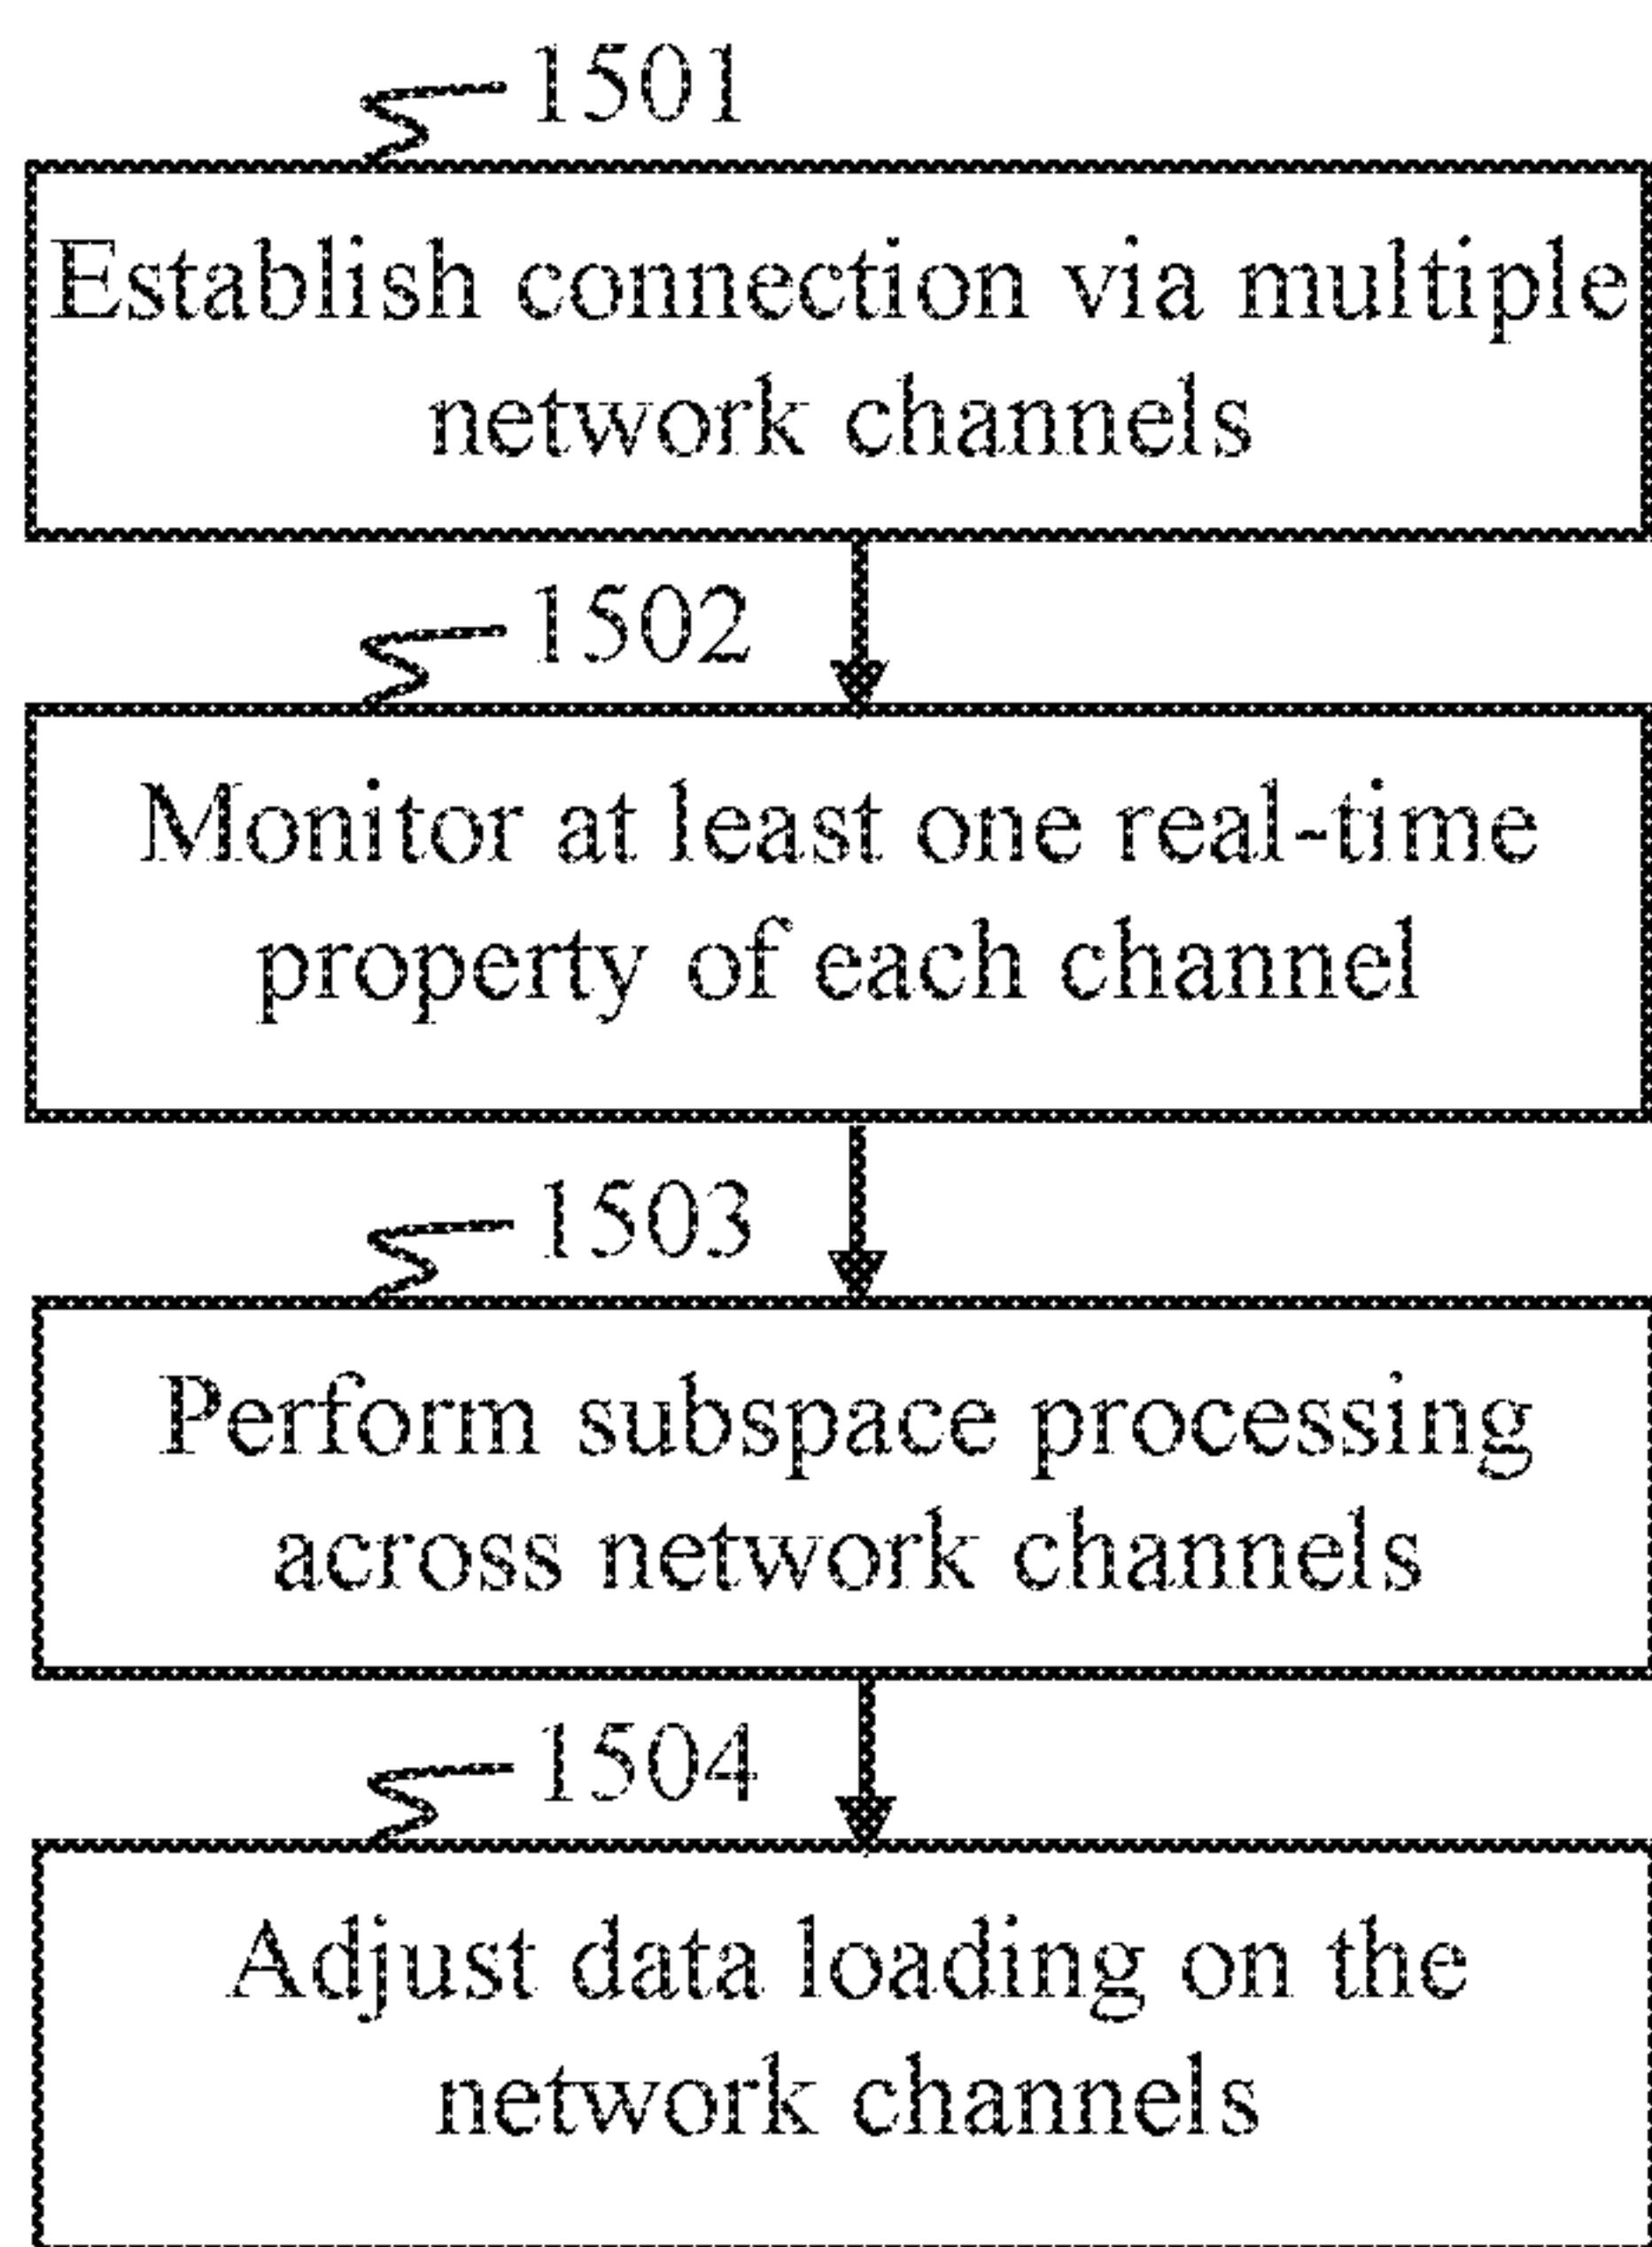 1501
Establish connection via multiple
network channels
1502
Monitor at least one real-time
property of each channel
1503
Perform subspace processing
across network channels
1504
Adjust data loading on the
network channels